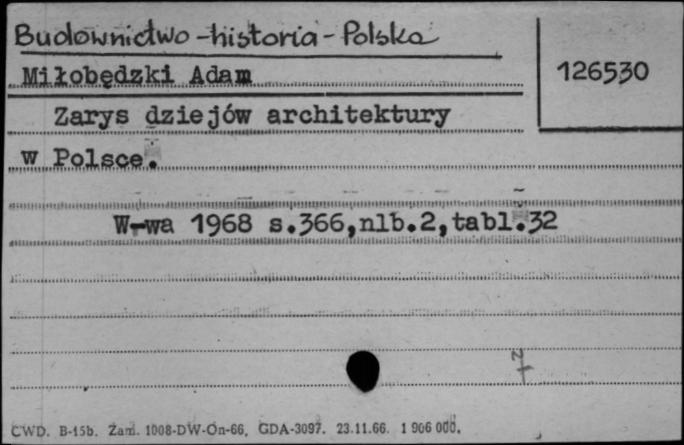 Budownictwo - historia - Polska
Miłobędzki Adam
126530
Zarys dziejów architektury
w Polsce.
W-wa 1968 s.366,nlb.2,tabl.32
CWD. B-15b. Zam. 1008-DW-On-66, GDA-3097. 23.11.66. 1 906 000.